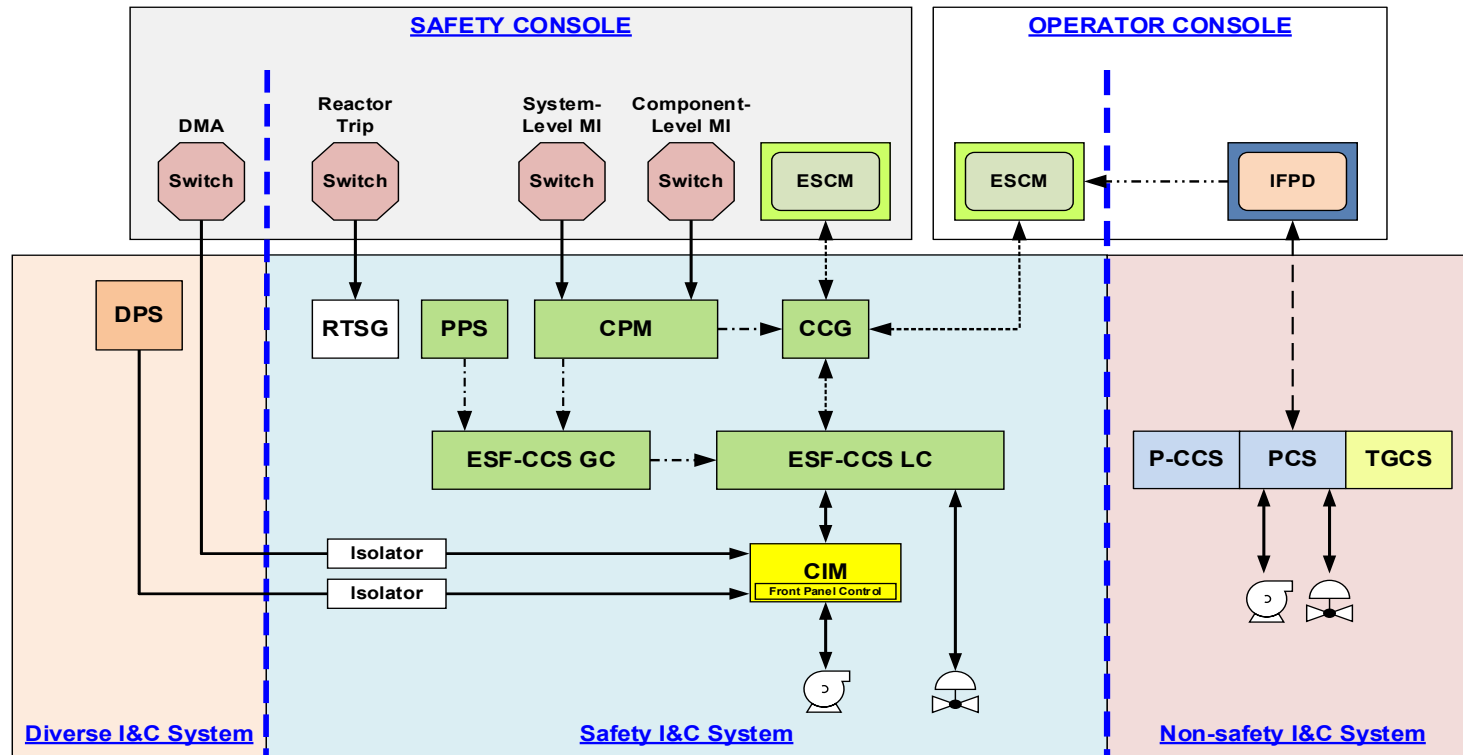 SAFETY CONSOLE
OPERATOR CONSOLE
DMA
Reactor
Trip
System-
Level MI
Component-
Level MI
Switch
Switch
Switch
Switch
ESCM
ESCM
IFPD
DPS
RTSG
PPS
CPM
CCG
ESF-CCS GC
ESF-CCS LC
P-CCS
PCS
TGCS
Isolator
Isolator
CIM
Front Panel Control
Diverse I&C System
Safety I&C System
Non-safety I&C System